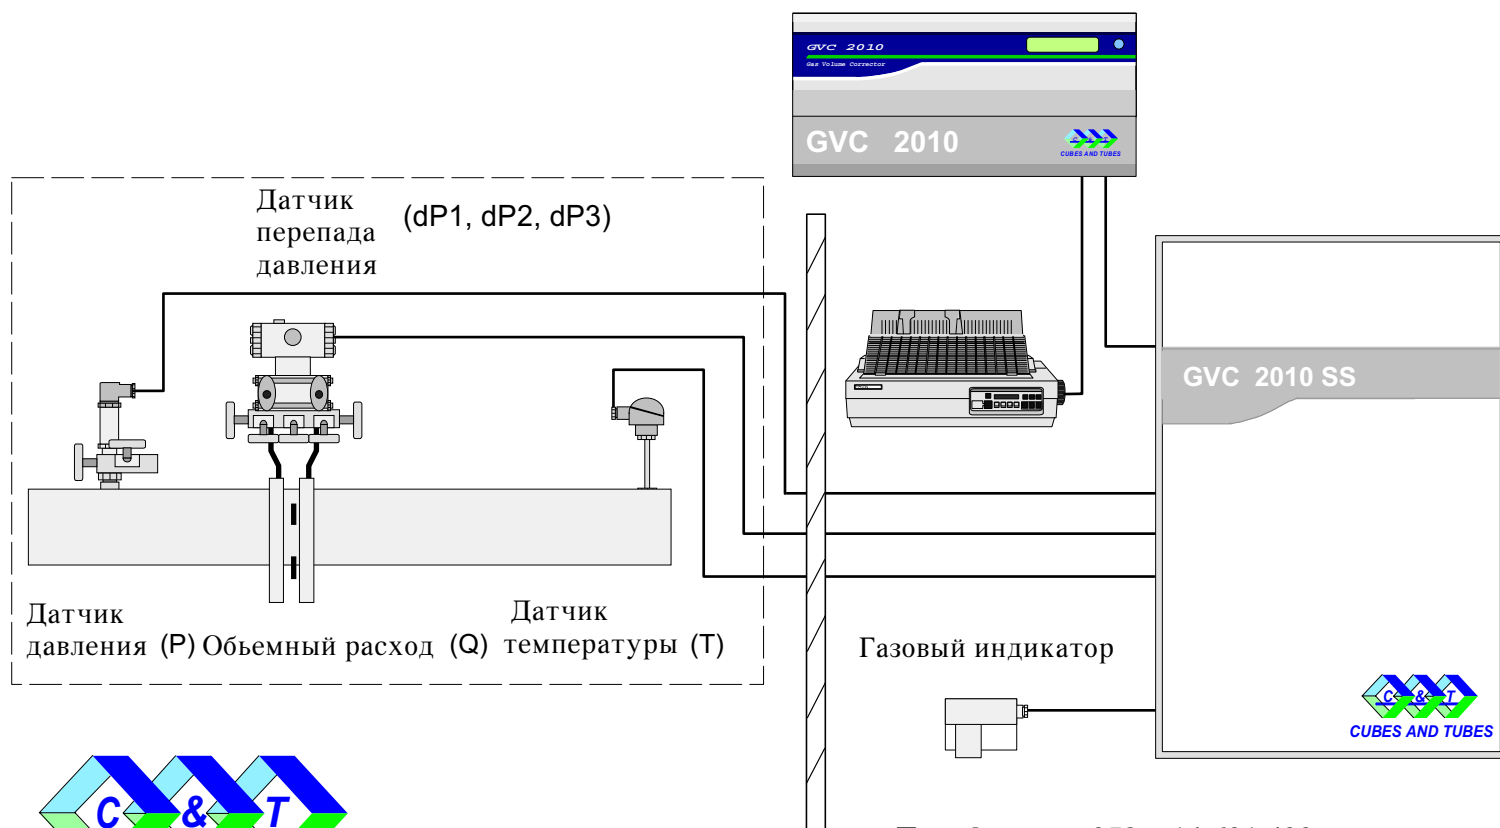 GVC 2010
Gas Volume Corrector
GVC 2010
C & T
CUBES AND TUBES
Датчик
перепада
давления
(dP1, dP2, dP3)
GVC 2010 SS
Датчик
давления (P)
Обьемный расход (Q)
Датчик
температуры (T)
Газовый индикатор
C & T
CUBES AND TUBES
C & T